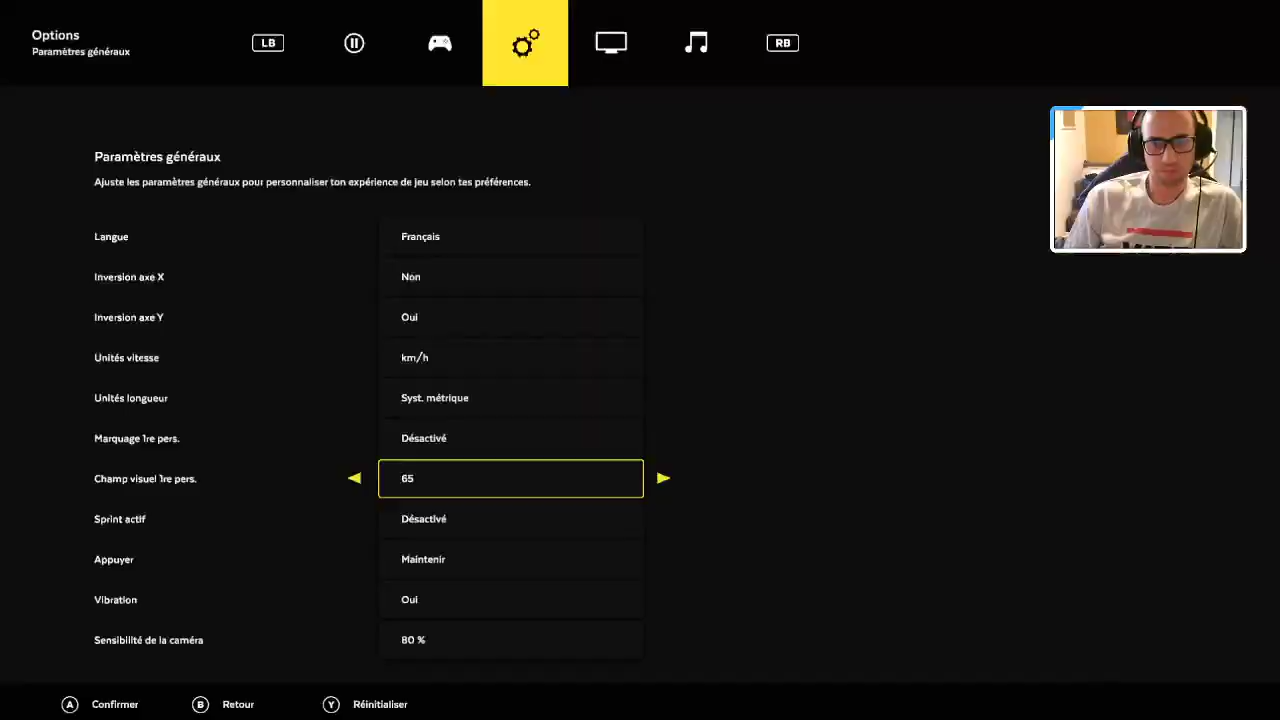 Options
Paramètres généraux
LB
RB
Paramètres généraux
Ajuste les paramètres généraux pour personnaliser ton expérience de jeu selon tes préférences.
Langue Français
Inversion axe X Non
Inversion axe Y Oui
Unités vitesse km/h
Unités longueur Syst. métrique
Marquage 1re pers. Désactivé
Champ visuel 1re pers. 65
Sprint actif Désactivé
Appuyer Maintenir
Vibration Oui
Sensibilité de la caméra 80 %
A Confirmer B Retour Y Réinitialiser